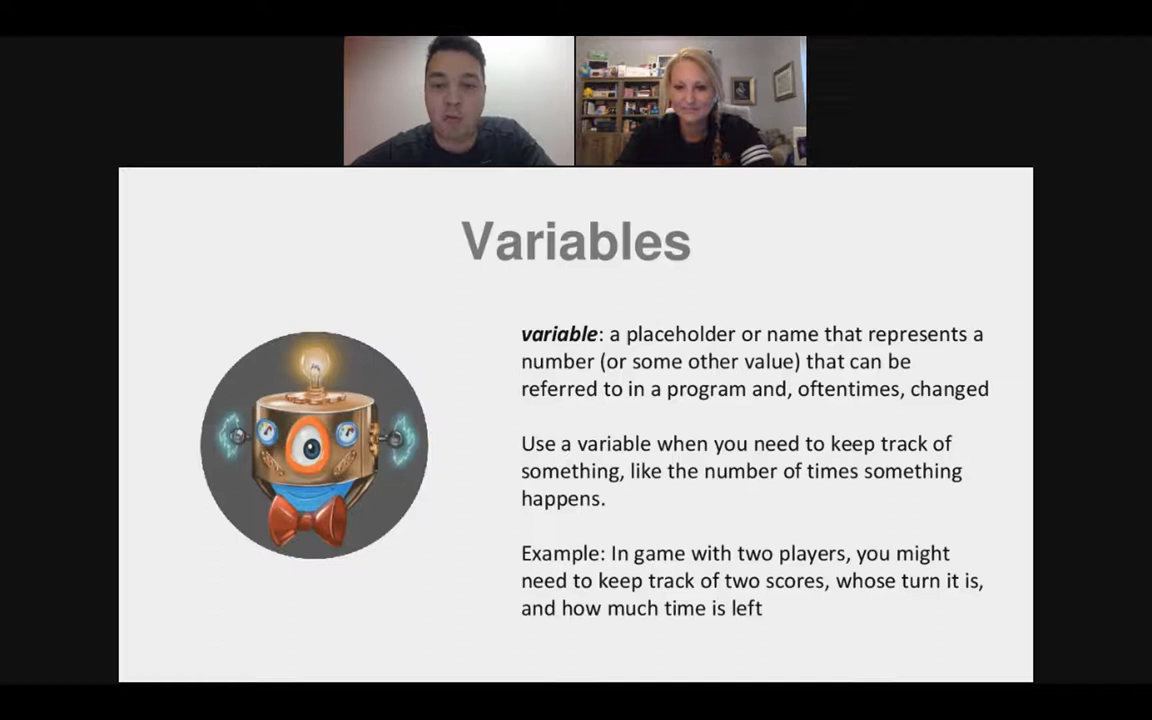 Variables
variable: a placeholder or name that represents a
number (or some other value) that can be
referred to in a program and, oftentimes, changed
Use a variable when you need to keep track of
something, like the number of times something
happens.
Example: In game with two players, you might
need to keep track of two scores, whose turn it is,
and how much time is left